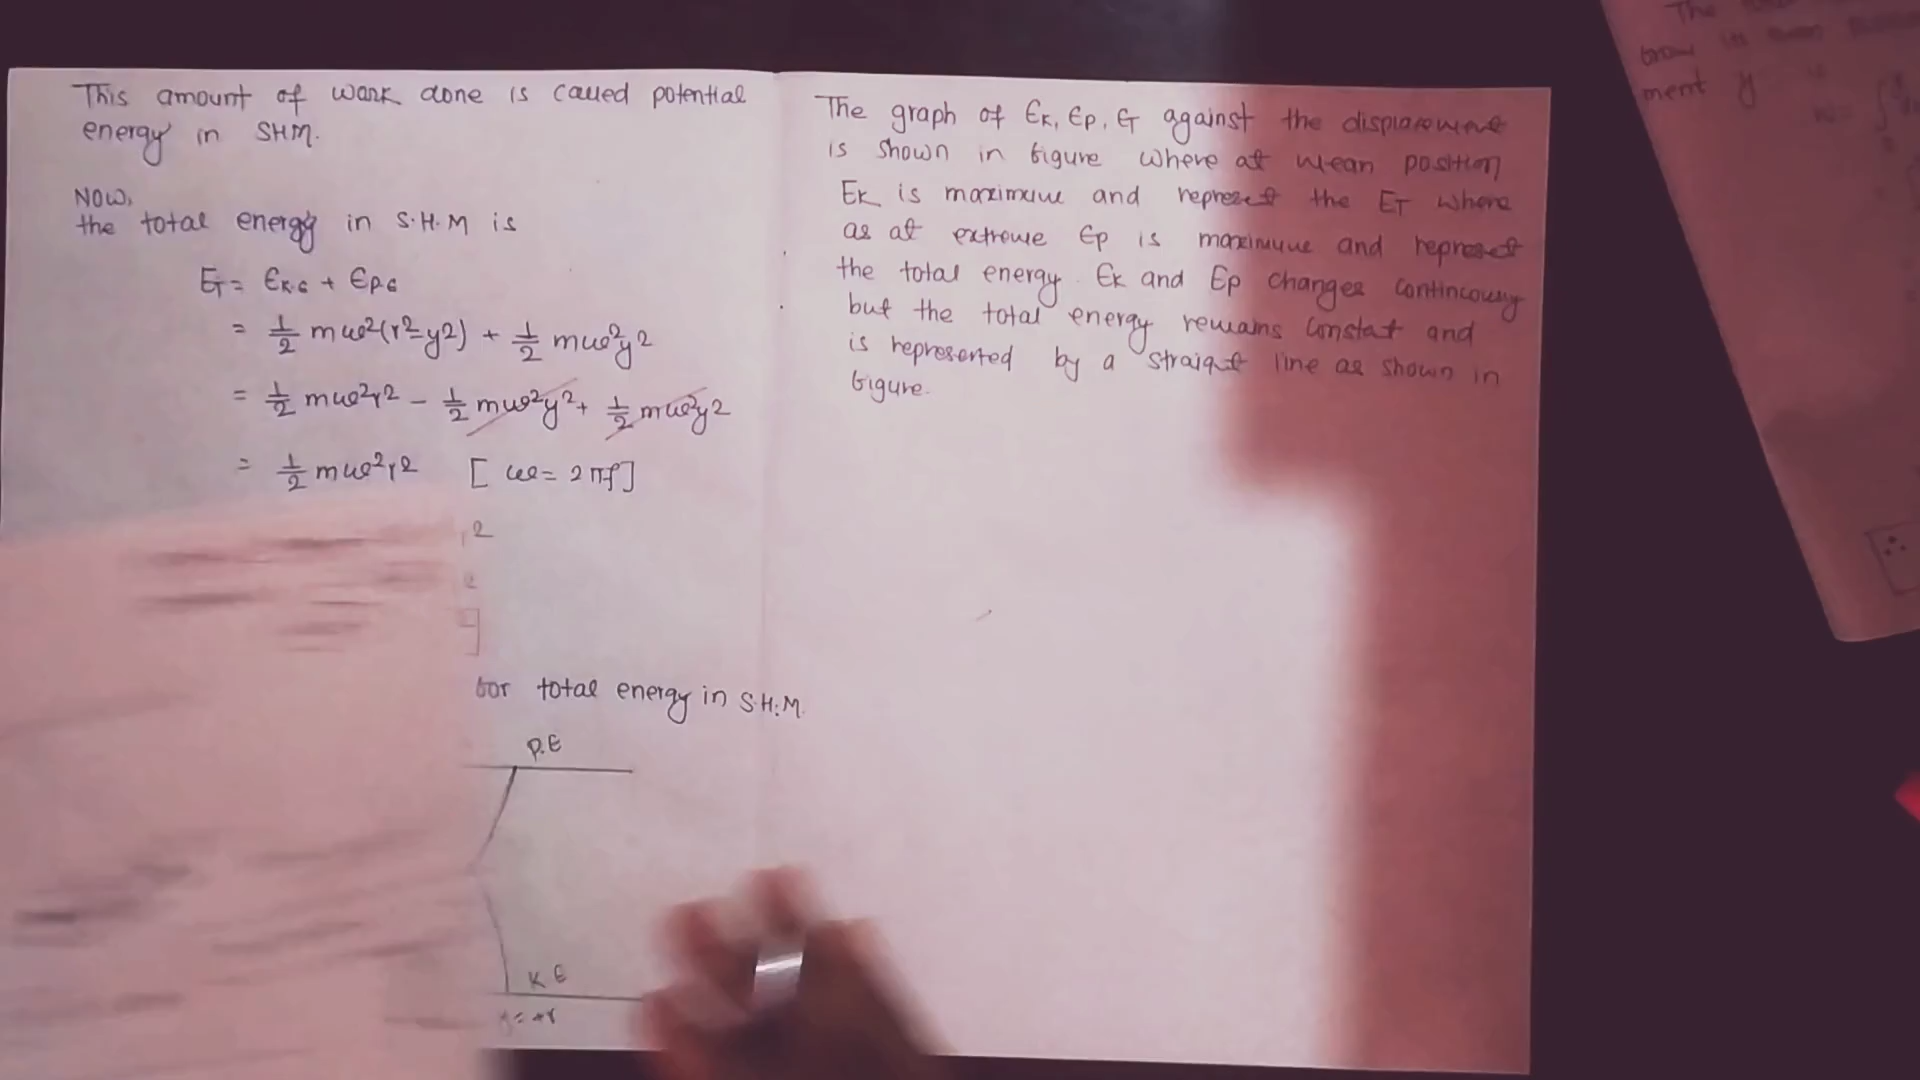 This amount of work done is called potential
energy in SHM.
NOW,
the total energy in S.H.M is
ET = EK.G + EP.G
= 1/2 mω²(r²-y2) + 1/2 mω²y2
= 1/2 mω²r2 - 1/2 mω²y² + 1/2 mω²y2
= 1/2 mω²r2 [ω = 2πf]
2
for total energy in S.H.M.
P.E
K E
The graph of EK, EP, ET against the displacement
is shown in figure where at mean position
EK is maximum and represent the ET where
as at extreme EP is maximum and represent
the total energy. EK and EP changes
but the total energy remains constat and
is represented by a straight line as shown in
figure.
The
ment y